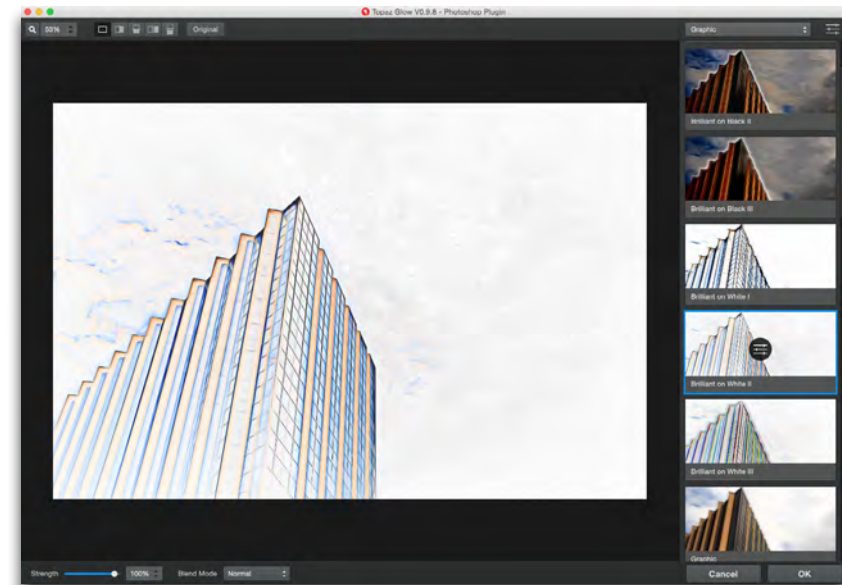 Topaz Glow V0.9.8 - Photoshop Plugin
50%
Original
Graphic
Brilliant on Black II
Brilliant on Black III
Brilliant on White I
Brilliant on White II
Brilliant on White III
Graphic
Strength
100%
Blend Mode
Normal
Cancel
OK